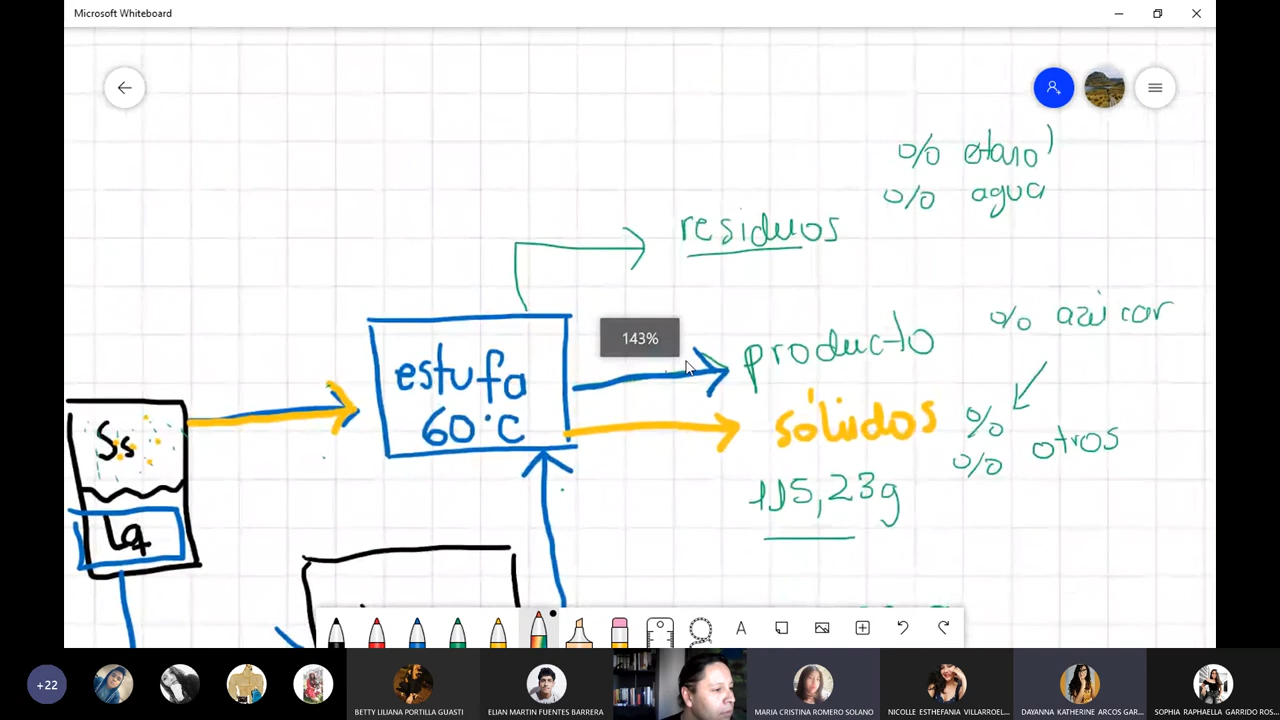 Microsoft Whiteboard
% etanol
% agua
residuos
% azúcar
143%
producto
estufa
60°C
sólidos
%
% otros
Ss
Lq
115,23g
A
+22
BETTY LILIANA PORTILLA GUASTI
ELIAN MARTIN FUENTES BARRERA
MARIA CRISTINA ROMERO SOLANO
NICOLLE ESTHEFANIA VILLARROEL...
DAYANNA KATHERINE ARCOS GAR...
SOPHIA RAPHAELLA GARRIDO ROS...